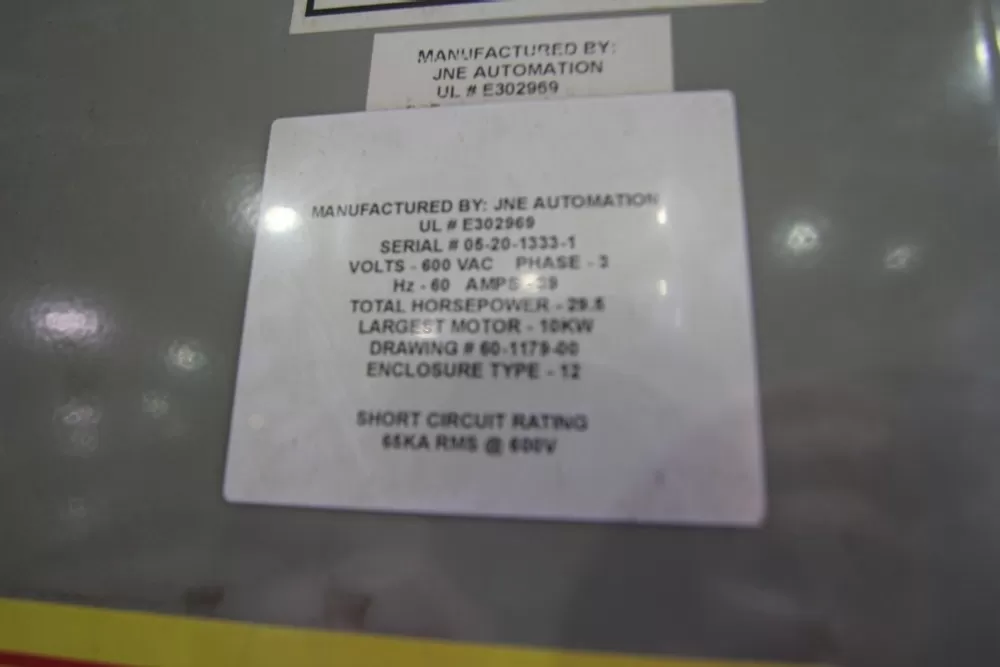 MANUFACTURED BY:
JNE AUTOMATION
UL # E302969
MANUFACTURED BY: JNE AUTOMATION
UL # E302969
SERIAL # 05-20-1333-1
VOLTS - 600 VAC PHASE - 3
Hz - 60 AMPS - 39
TOTAL HORSEPOWER - 29.5
LARGEST MOTOR - 10KW
DRAWING # 60-1179-00
ENCLOSURE TYPE - 12
SHORT CIRCUIT RATING
65KA RMS @ 600V